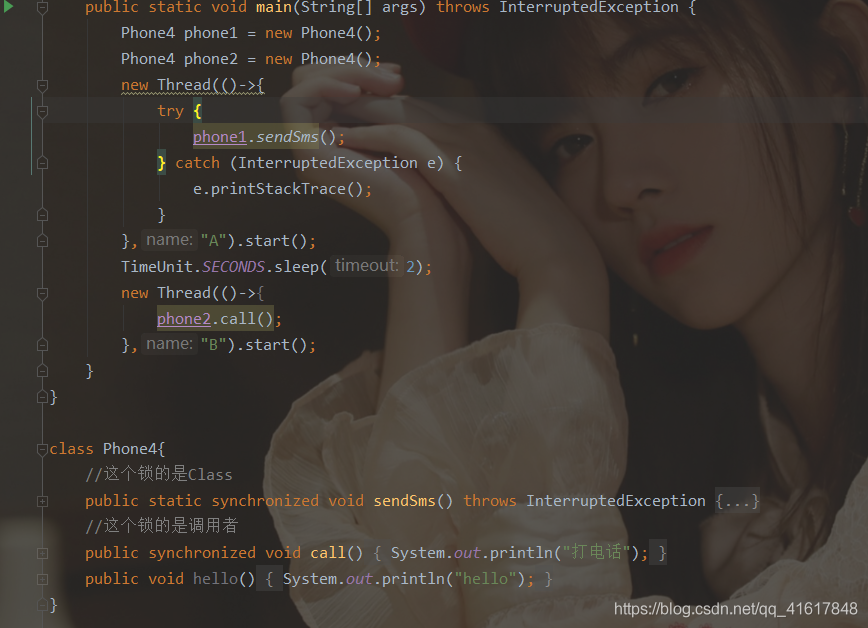 public static void main(String[] args) throws InterruptedException {
Phone4 phone1 = new Phone4();
Phone4 phone2 = new Phone4();
new Thread(()->{
try {
phone1.sendSms();
} catch (InterruptedException e) {
e.printStackTrace();
}
}, name: "A").start();
TimeUnit.SECONDS.sleep( timeout: 2);
new Thread(()->{
phone2.call();
}, name: "B").start();
}
}
class Phone4{
//这个锁的是Class
public static synchronized void sendSms() throws InterruptedException {...}
//这个锁的是调用者
public synchronized void call() { System.out.println("打电话"); }
public void hello() { System.out.println("hello"); }
}
https://blog.csdn.net/qq_41617848